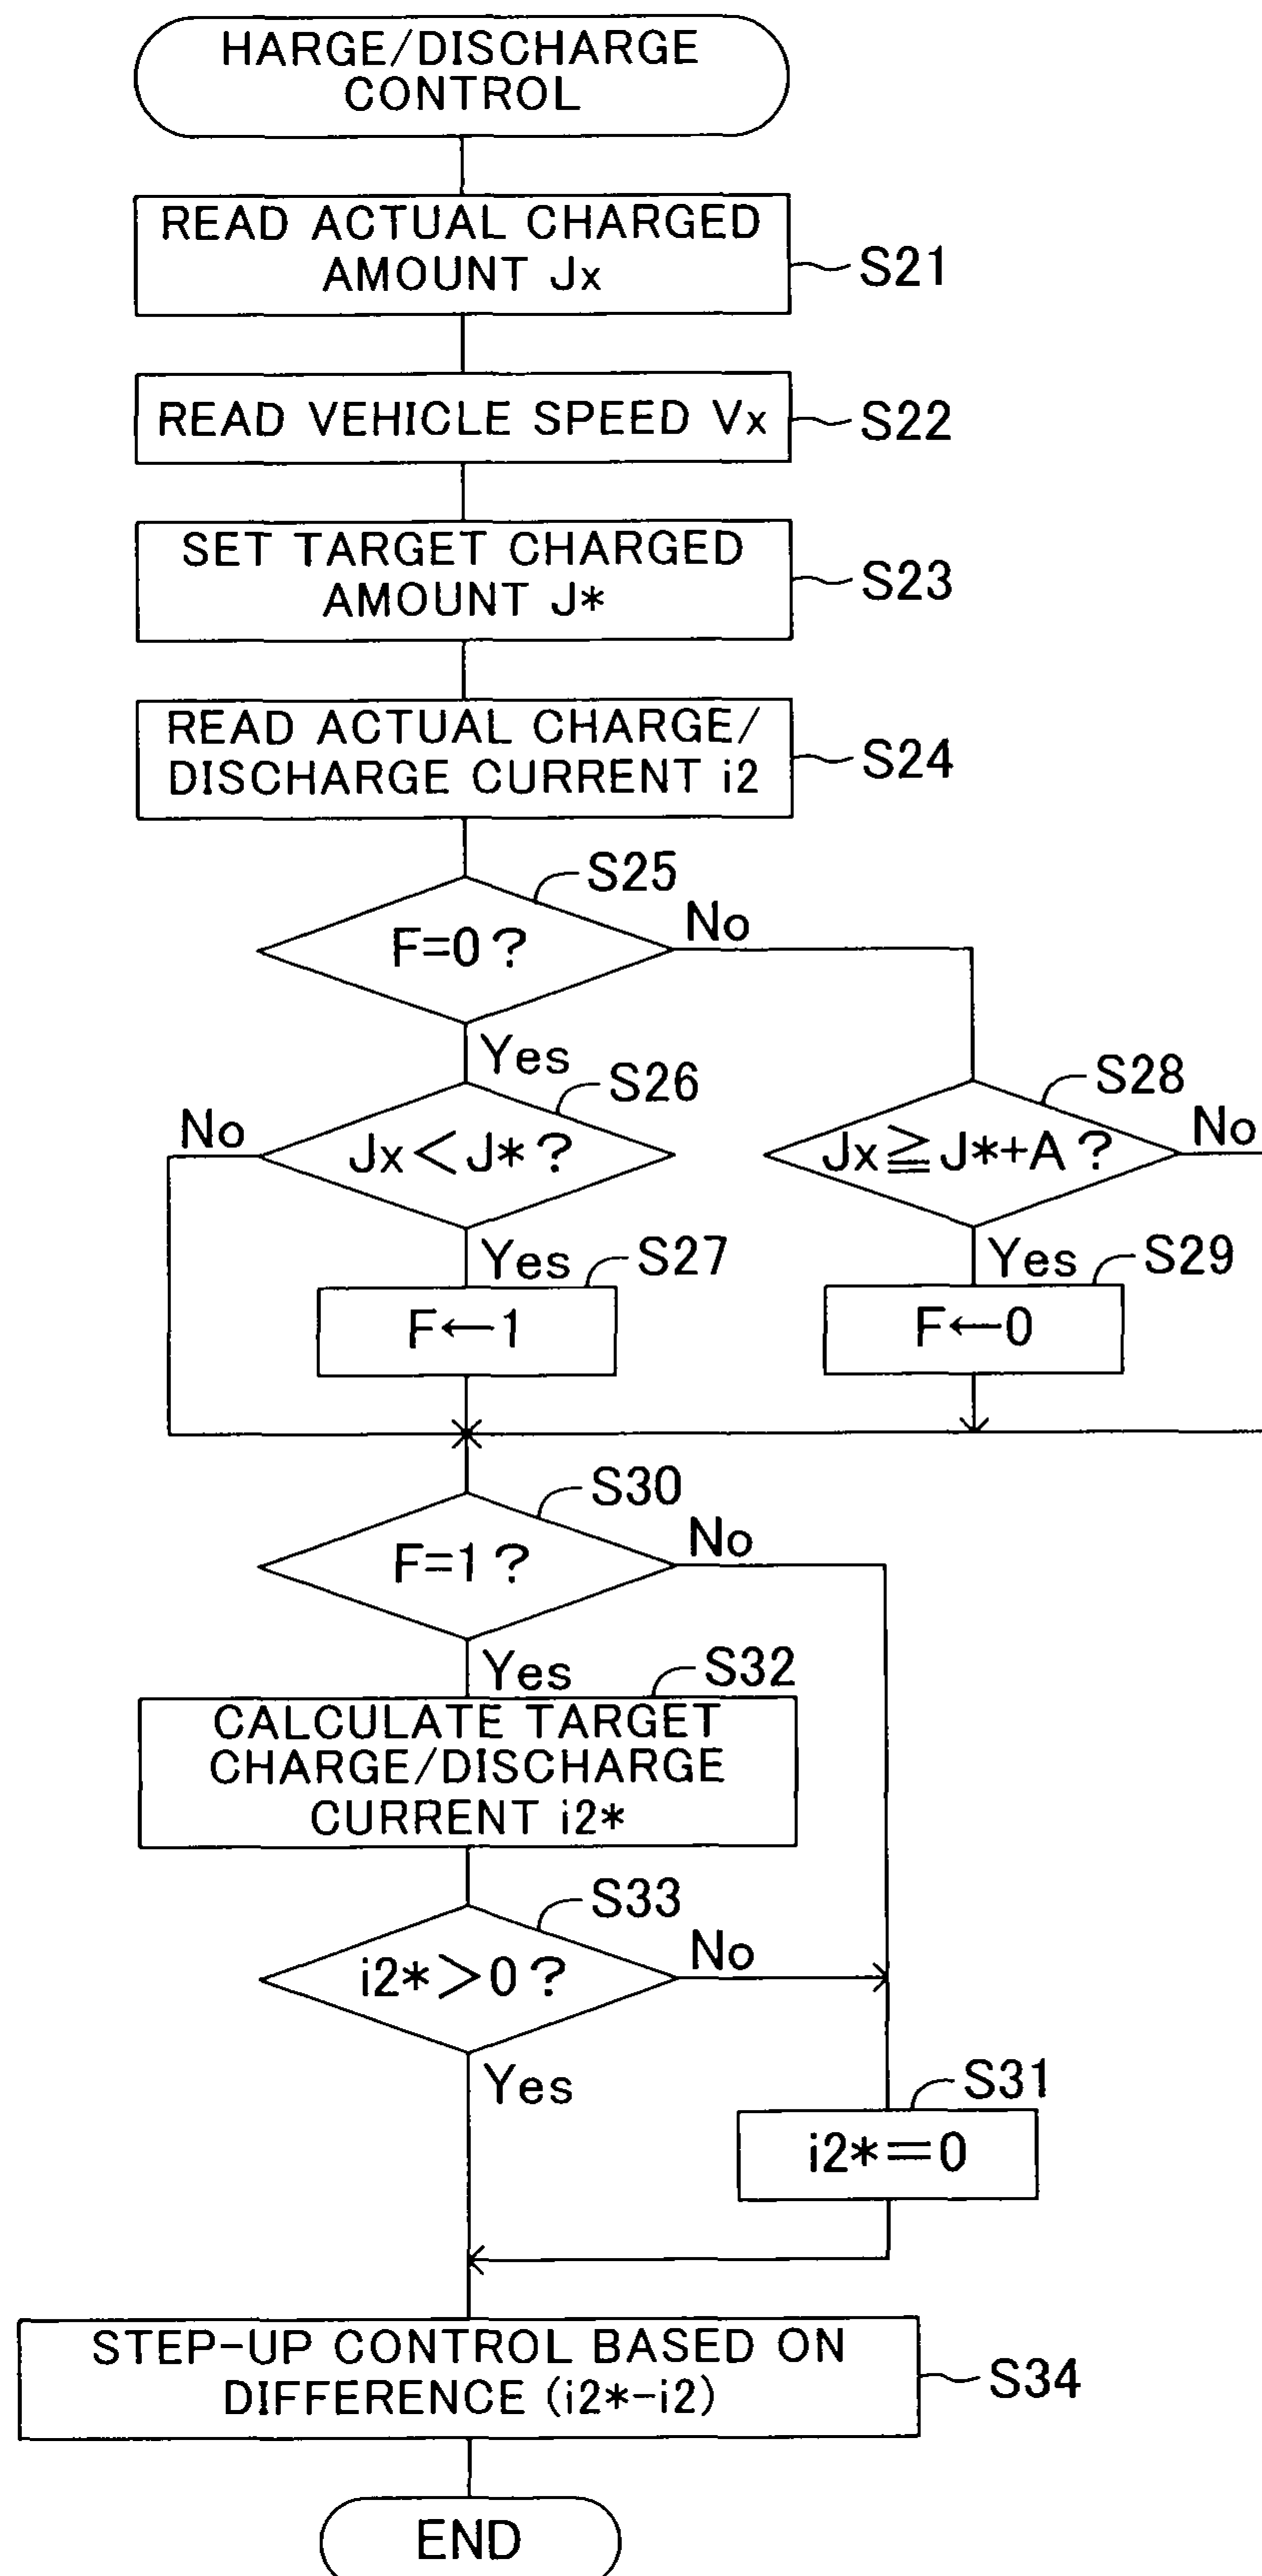 HARGE/DISCHARGE
CONTROL
READ ACTUAL CHARGED
AMOUNT Jx
S21
READ VEHICLE SPEED Vx
S22
SET TARGET CHARGED
AMOUNT J*
S23
READ ACTUAL CHARGE/
DISCHARGE CURRENT i2
S24
S25
F=0?
No
Yes
S26
No
Jx<J*?
S28
Jx≧J*+A?
No
Yes
S27
F←1
Yes
S29
F←0
S30
F=1?
No
Yes
S32
CALCULATE TARGET
CHARGE/DISCHARGE
CURRENT i2*
S33
i2*>0?
No
Yes
S31
i2*=0
STEP-UP CONTROL BASED ON
DIFFERENCE (i2*-i2)
S34
END